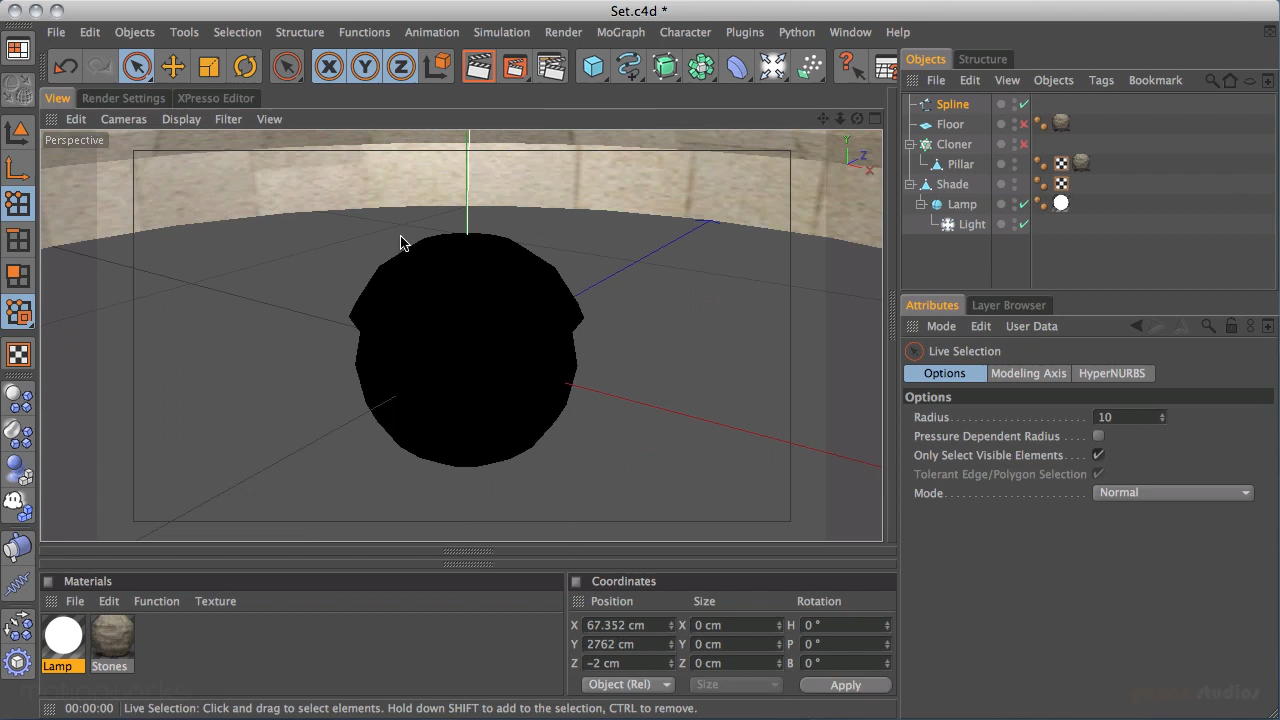 Set.c4d *
File Edit Objects Tools Selection Structure Functions Animation Simulation Render MoGraph Character Plugins Python Window Help
X Y Z
Objects Structure
File Edit View Objects Tags Bookmark
View Render Settings XPresso Editor
Edit Cameras Display Filter View
Perspective
Y
Z
X
Spline
Floor
Cloner
Pillar
Shade
Lamp
Light
Attributes Layer Browser
Mode Edit User Data
Live Selection
Options Modeling Axis HyperNURBS
Options
Radius 10
Pressure Dependent Radius
Only Select Visible Elements
Tolerant Edge/Polygon Selection
Mode Normal
Materials
File Edit Function Texture
Lamp Stones
Coordinates
Position Size Rotation
X 67.352 cm X 0 cm H 0 °
Y 2762 cm Y 0 cm P 0 °
Z -2 cm Z 0 cm B 0 °
Object (Rel) Size Apply
studios
00:00:00 Live Selection: Click and drag to select elements. Hold down SHIFT to add to the selection, CTRL to remove.